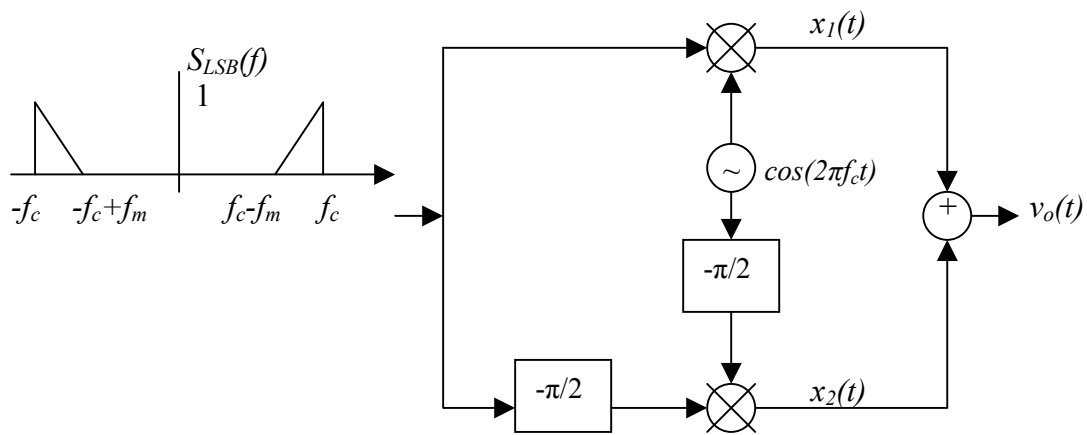 S_LSB(f)
1
-f_c
-f_c+f_m
f_c-f_m
f_c
x_1(t)
~
cos(2πf_ct)
-π/2
-π/2
x_2(t)
+
v_o(t)